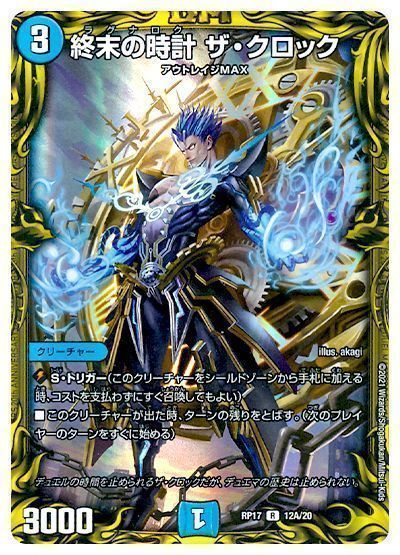 3
ラグナロク
終末の時計 ザ・クロック
アウトレイジMAX
クリーチャー
illus. akagi
S・トリガー(このクリーチャーをシールドゾーンから手札に加える
時、コストを支払わずにすぐ召喚してもよい)
■このクリーチャーが出た時、ターンの残りをとばす。(次のプレイ
ヤーのターンをすぐに始める)
デュエルの時間を止められるザ・クロックだが、デュエマの歴史は止められない。
©2021 Wizards/Shogakukan/Mitsui-Kids
3000
1
RP17 R 12A/20